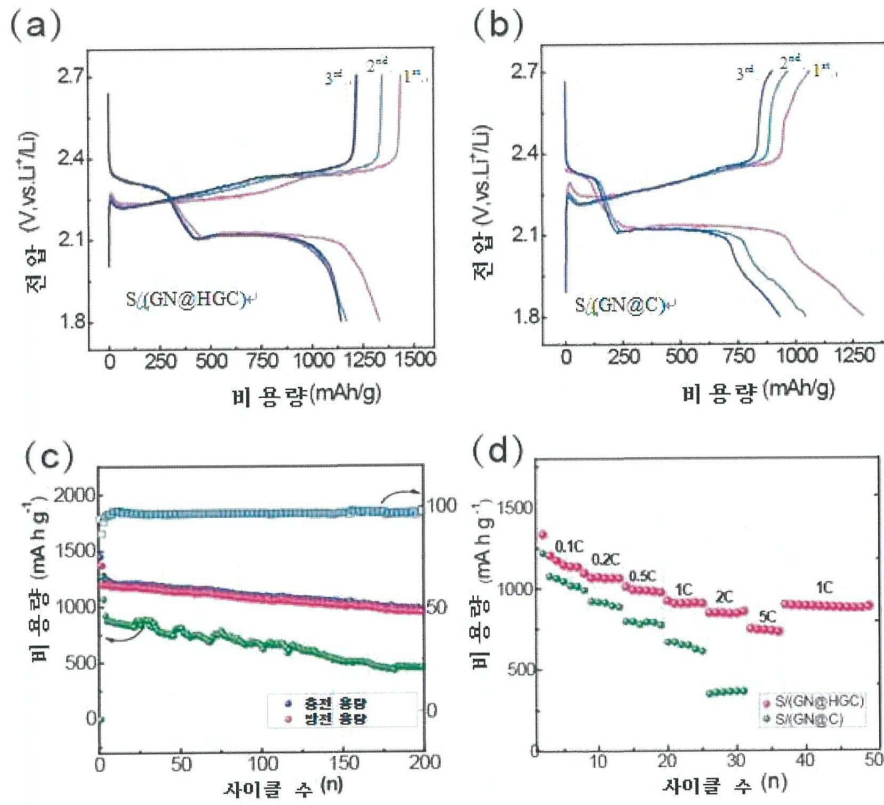 (a)
2.7
2.4
2.1
1.8
전압 (V,vs.Li⁺/Li)
3ʳᵈ
2ⁿᵈ
1ˢᵗ
S/(GN@HGC)↵
0 250 500 750 1000 1250 1500
비용량(mAh/g)
(b)
2.7
2.4
2.1
1.8
전압 (V,vs.Li⁺/Li)
3ʳᵈ
2ⁿᵈ
1ˢᵗ
S/(GN@C)↵
0 250 500 750 1000 1250
비용량(mAh/g)
(c)
2000
1500
1000
500
0
비용량 (mA h g⁻¹)
100
50
0
충전 용량
방전 용량
0 50 100 150 200
사이클 수 (n)
(d)
1500
1000
500
0
비용량 (mA h g⁻¹)
0.1C
0.2C
0.5C
1C
2C
5C
1C
S/(GN@HGC)
S/(GN@C)
10 20 30 40 50
사이클 수 (n)